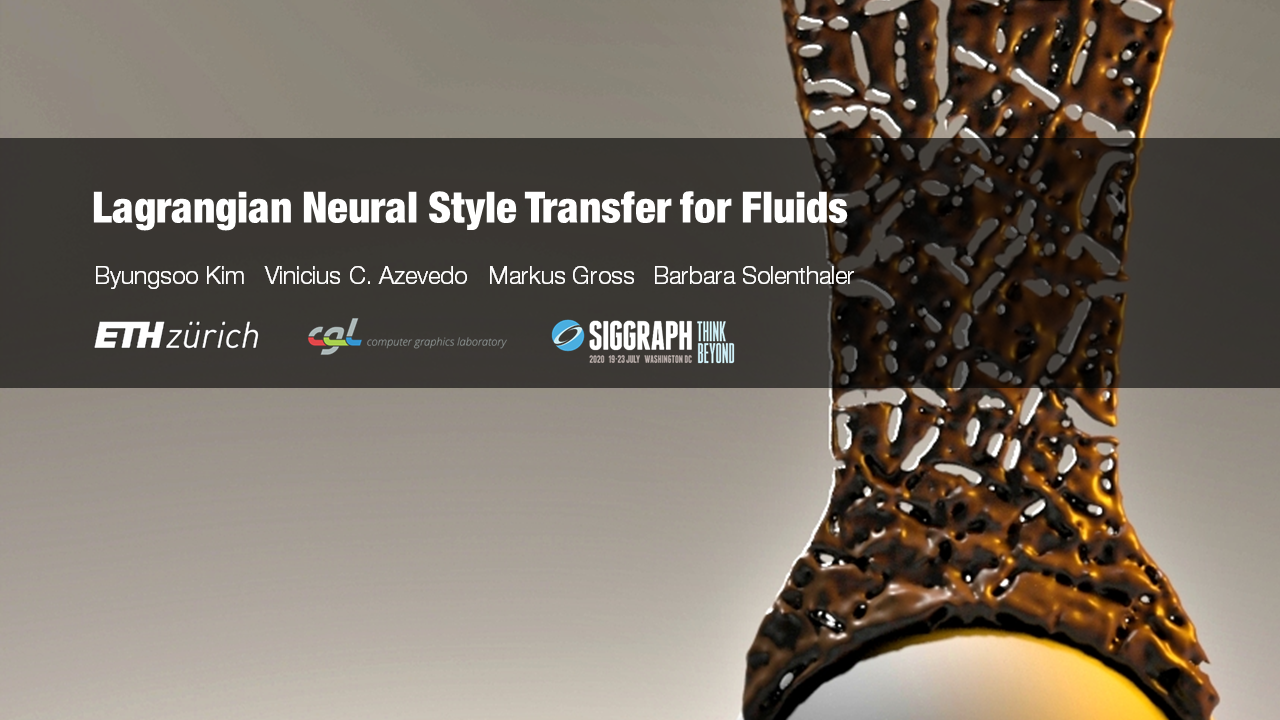 Lagrangian Neural Style Transfer for Fluids
Byungsoo Kim Vinicius C. Azevedo Markus Gross Barbara Solenthaler
ETH zürich cgl computer graphics laboratory SIGGRAPH THINK BEYOND
2020 19-23 JULY WASHINGTON DC